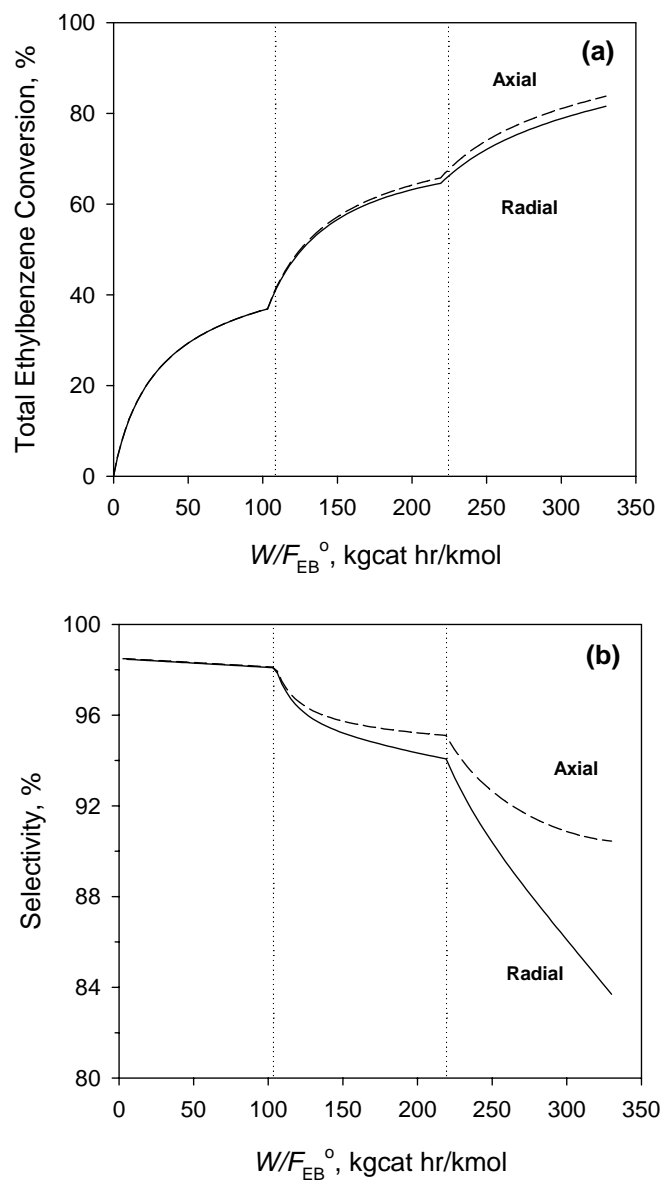 100
(a)
Axial
80
Total Ethylbenzene Conversion, %
60
Radial
40
20
0
0 50 100 150 200 250 300 350
W/F_EB^o, kgcat hr/kmol
100
(b)
96
Axial
Selectivity, %
92
88
Radial
84
80
0 50 100 150 200 250 300 350
W/F_EB^o, kgcat hr/kmol